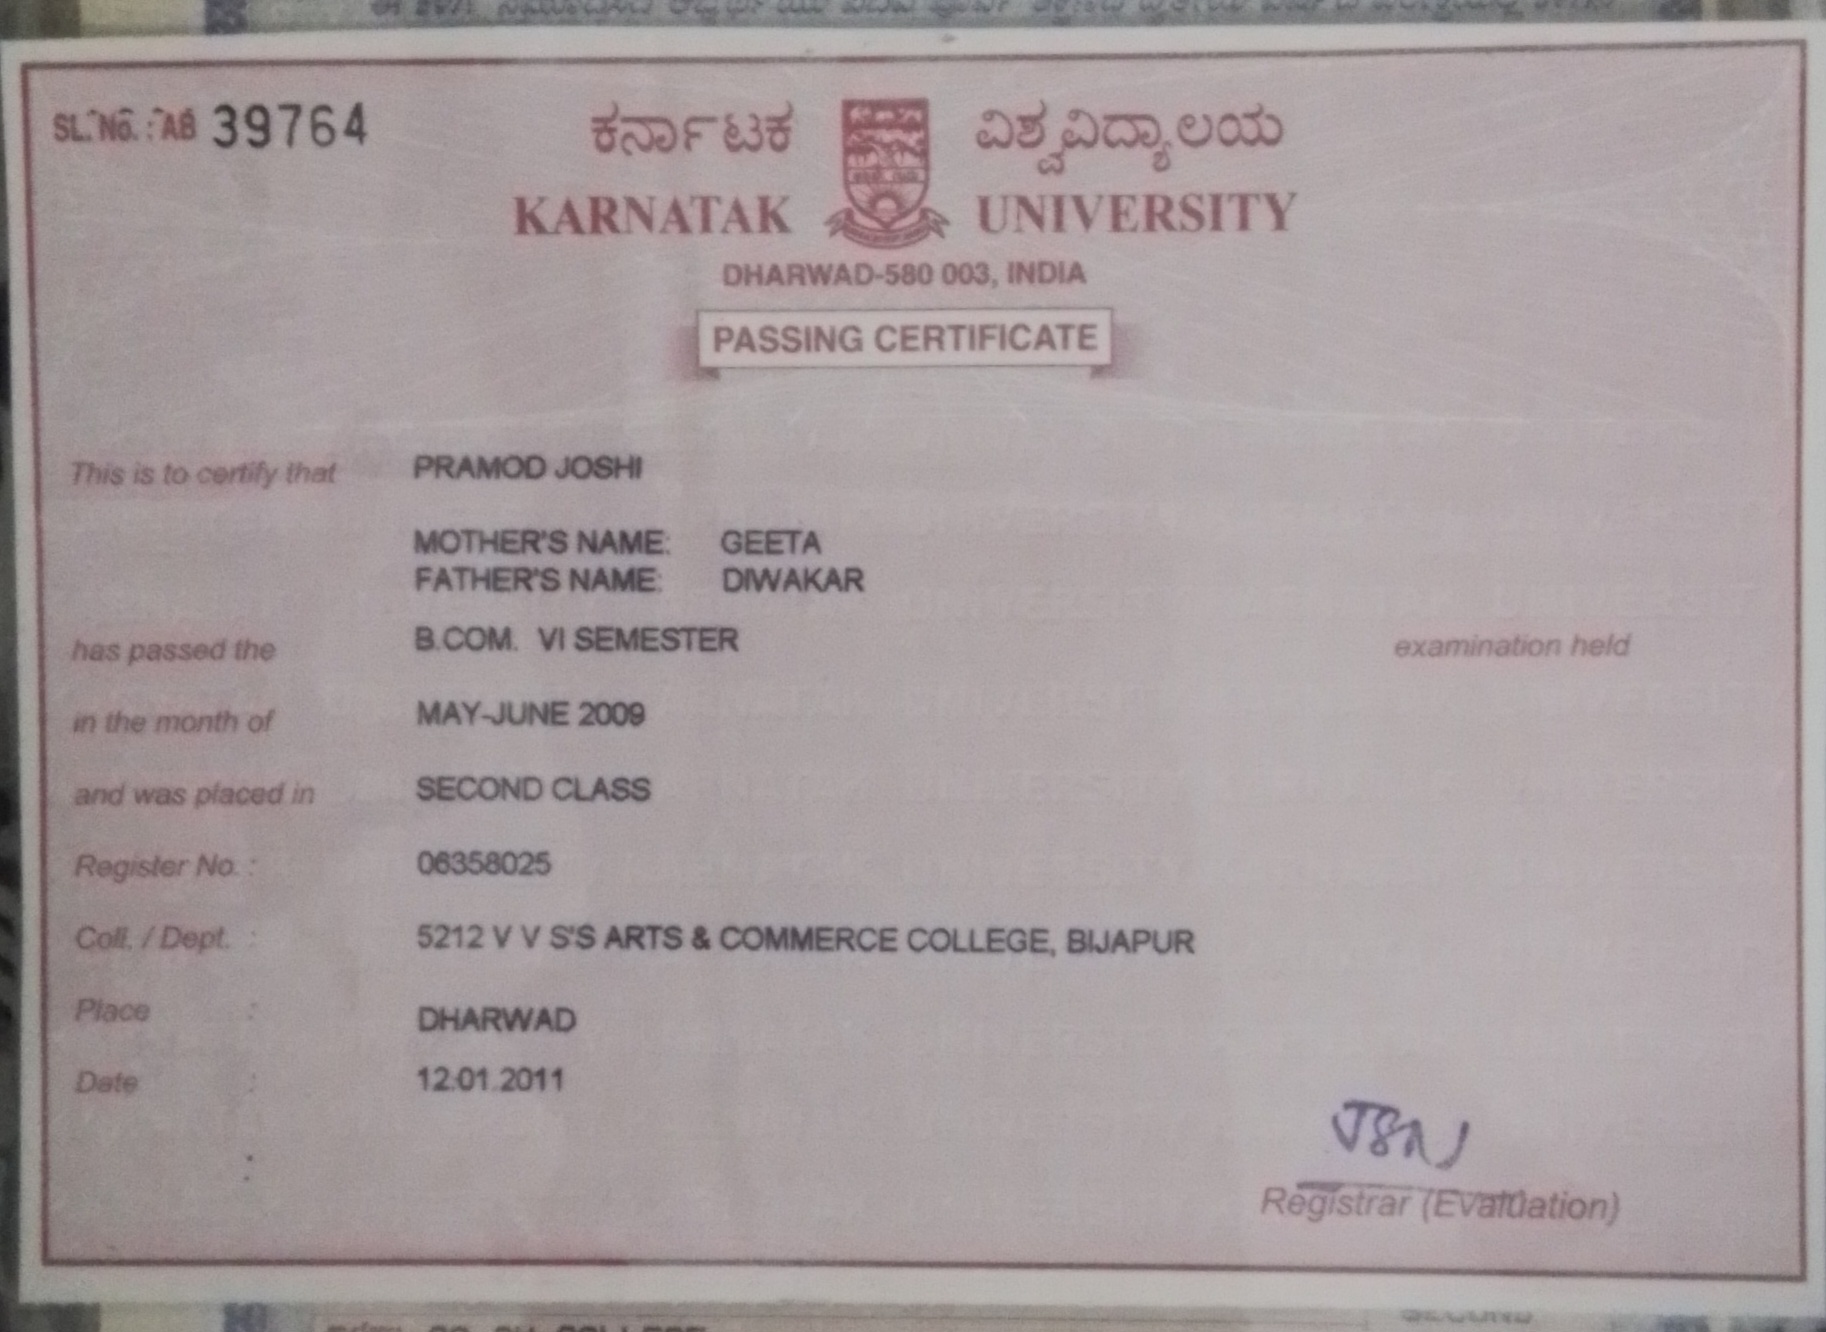 SL. No. : AB 39764
ಕರ್ನಾಟಕ ವಿಶ್ವವಿದ್ಯಾಲಯ
KARNATAK UNIVERSITY
DHARWAD-580 003, INDIA
PASSING CERTIFICATE
This is to certify that PRAMOD JOSHI
MOTHER'S NAME: GEETA
FATHER'S NAME: DIWAKAR
has passed the B.COM. VI SEMESTER examination held
in the month of MAY-JUNE 2009
and was placed in SECOND CLASS
Register No. : 06358025
Coll. / Dept. : 5212 V V S'S ARTS & COMMERCE COLLEGE, BIJAPUR
Place : DHARWAD
Date : 12.01.2011
Registrar (Evaluation)